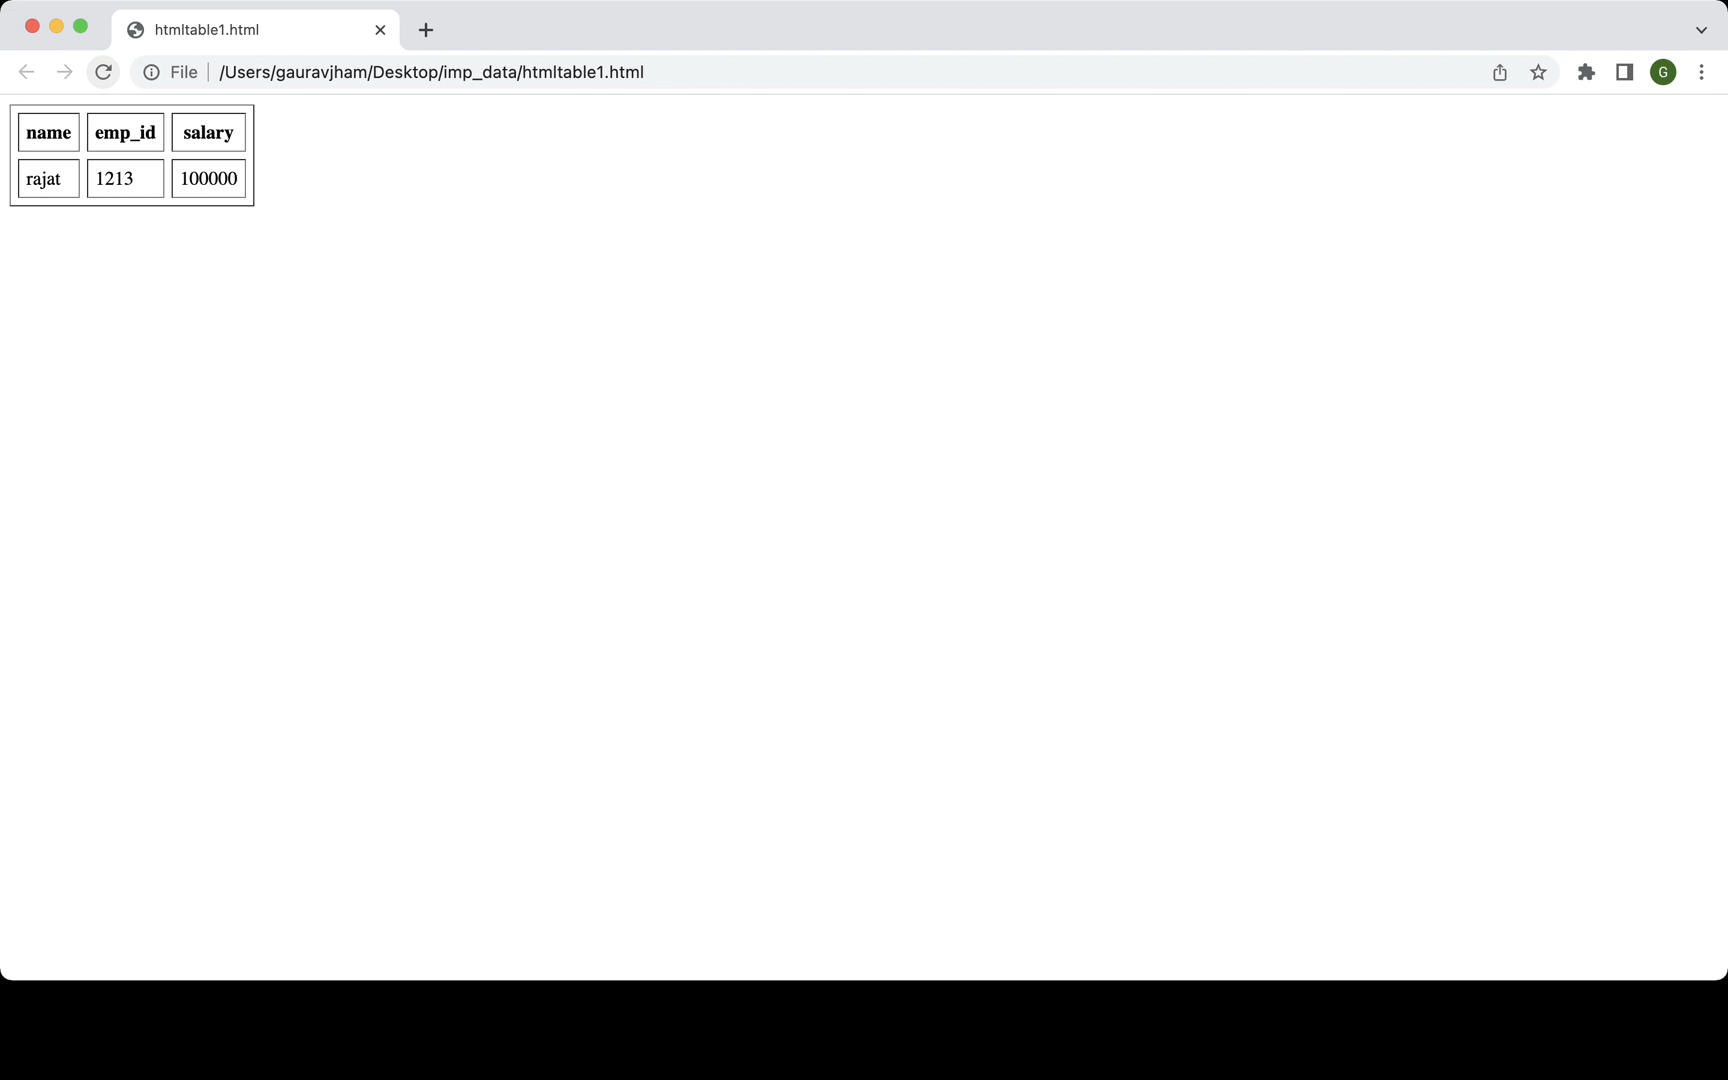 htmltable1.html
File /Users/gauravjham/Desktop/imp_data/htmltable1.html G
name emp_id salary
rajat 1213 100000